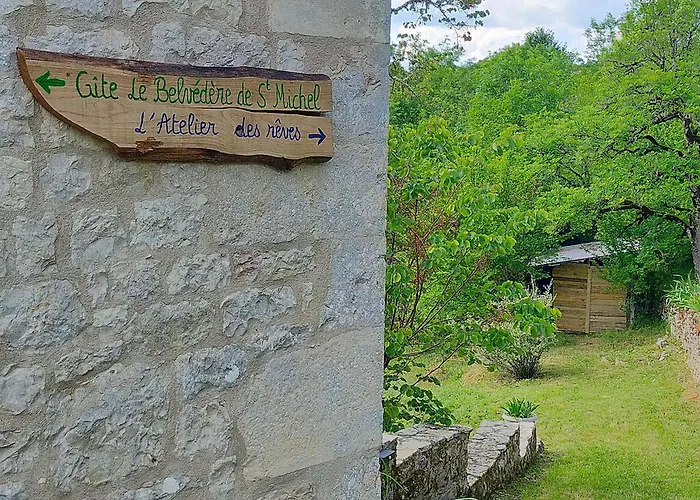 ← Gîte Le Belvédère de St Michel
L'Atelier des rêves →